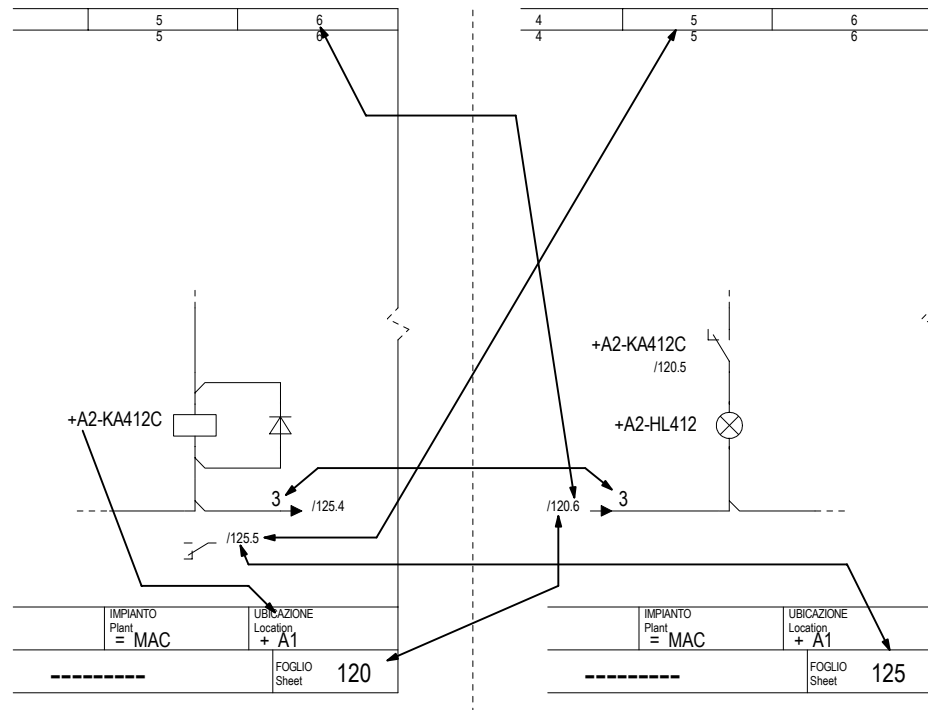 5 6
5 6
4 5 6
4 5 6
+A2-KA412C
3 /125.4
/125.5
+A2-KA412C
/120.5
+A2-HL412
/120.6 3
IMPIANTO
Plant
= MAC
UBICAZIONE
Location
+ A1
FOGLIO
Sheet
120
IMPIANTO
Plant
= MAC
UBICAZIONE
Location
+ A1
FOGLIO
Sheet
125